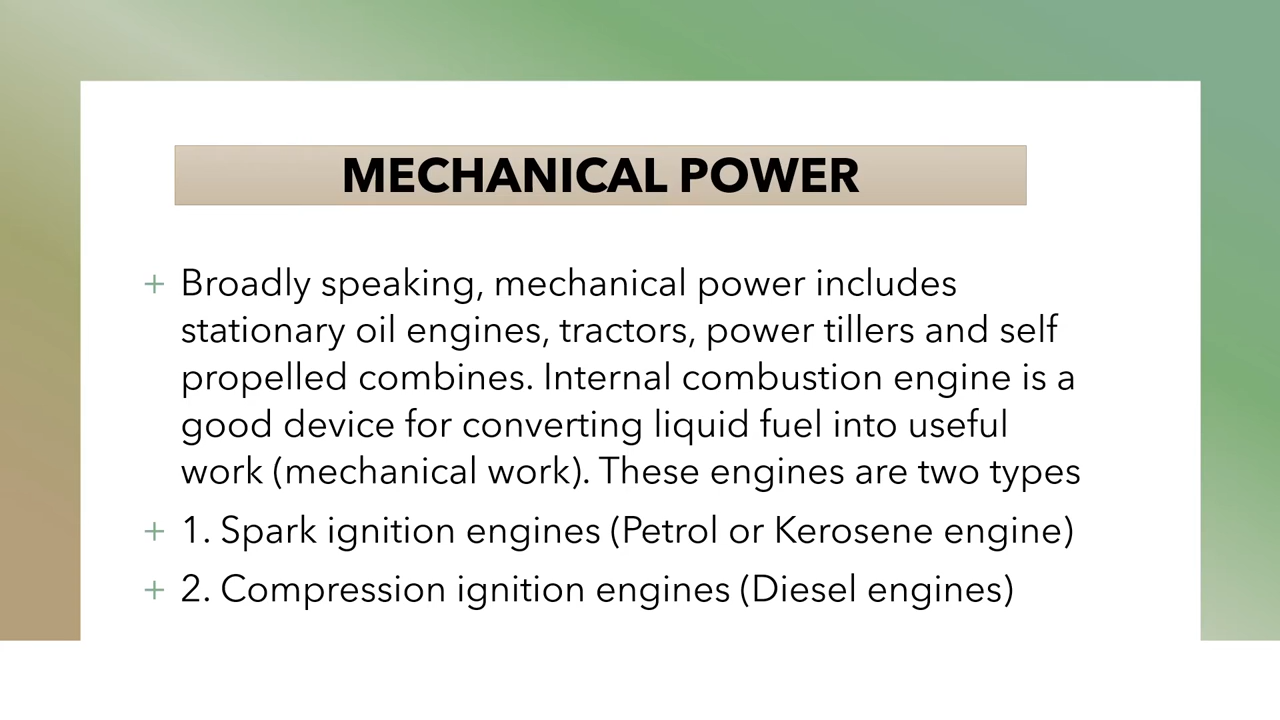 MECHANICAL POWER
+ Broadly speaking, mechanical power includes
stationary oil engines, tractors, power tillers and self
propelled combines. Internal combustion engine is a
good device for converting liquid fuel into useful
work (mechanical work). These engines are two types
+ 1. Spark ignition engines (Petrol or Kerosene engine)
+ 2. Compression ignition engines (Diesel engines)